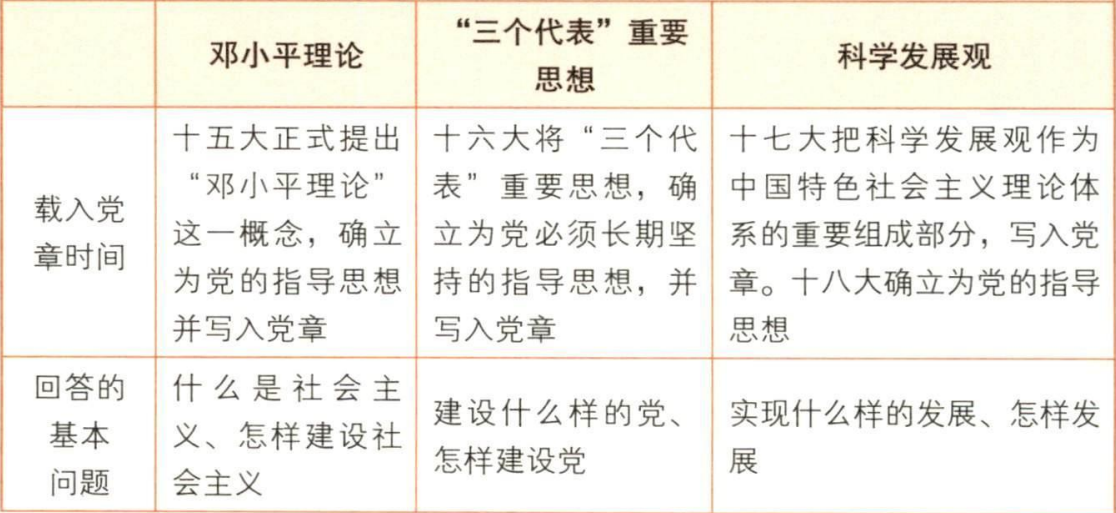 邓小平理论
“三个代表”重要
思想
科学发展观
载入党
章时间
十五大正式提出
“邓小平理论”
这一概念，确立
为党的指导思想
并写入党章
十六大将“三个代
表”重要思想，确
立为党必须长期坚
持的指导思想，并
写入党章
十七大把科学发展观作为
中国特色社会主义理论体
系的重要组成部分，写入党
章。十八大确立为党的指导
思想
回答的
基本
问题
什么是社会主
义、怎样建设社
会主义
建设什么样的党、
怎样建设党
实现什么样的发展、怎样发
展